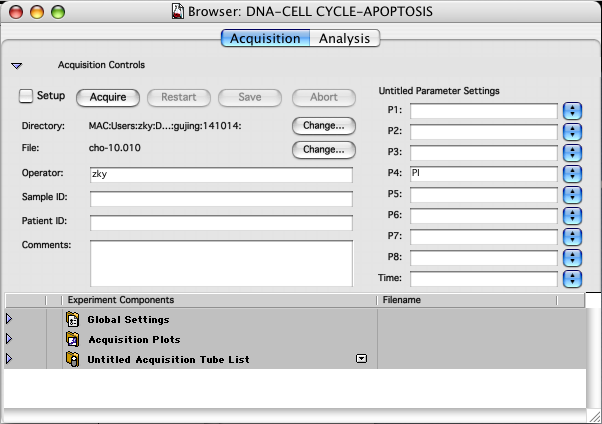 Browser: DNA-CELL CYCLE-APOPTOSIS
Acquisition Analysis
Acquisition Controls
Setup Acquire Restart Save Abort
Directory: MAC:Users:zky:D...:gujing:141014: Change...
File: cho-10.010 Change...
Operator: zky
Sample ID:
Patient ID:
Comments:
Untitled Parameter Settings
P1:
P2:
P3:
P4: PI
P5:
P6:
P7:
P8:
Time:
Experiment Components Filename
Global Settings
Acquisition Plots
Untitled Acquisition Tube List